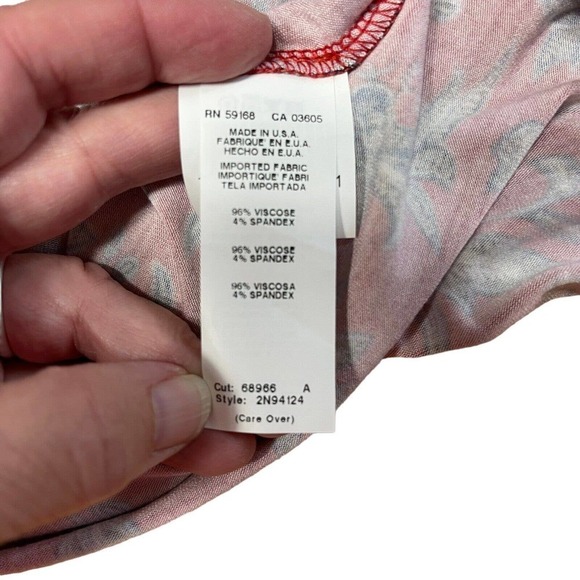 RN 59168 CA 03605
MADE IN U.S.A.
FABRIQUE' EN E.U.A.
HECHO EN E.U.A.
IMPORTED FABRIC
IMPORTIQUE' FABRI
TELA IMPORTADA
1
96% VISCOSE
4% SPANDEX
96% VISCOSE
4% SPANDEX
96% VISCOSA
4% SPANDEX
Cut: 68966 A
Style: 2N94124
(Care Over)